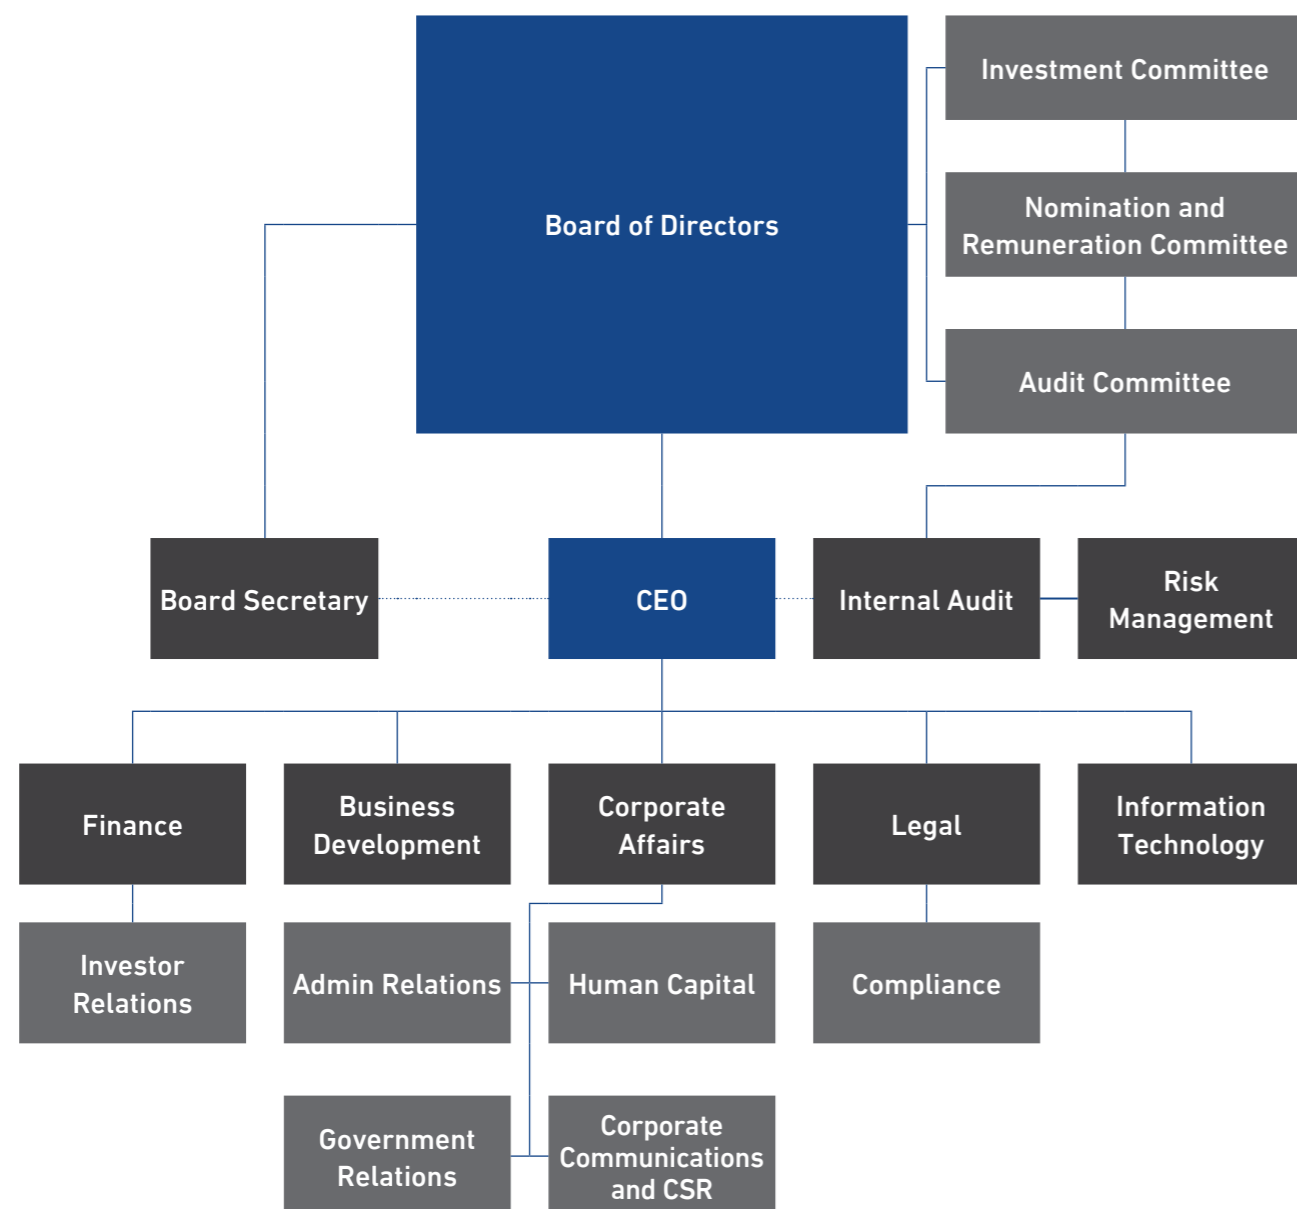 Investment Committee
Board of Directors
Nomination and
Remuneration Committee
Audit Committee
Board Secretary
CEO
Internal Audit
Risk
Management
Finance
Business
Development
Corporate
Affairs
Legal
Information
Technology
Investor
Relations
Admin Relations
Human Capital
Compliance
Government
Relations
Corporate
Communications
and CSR